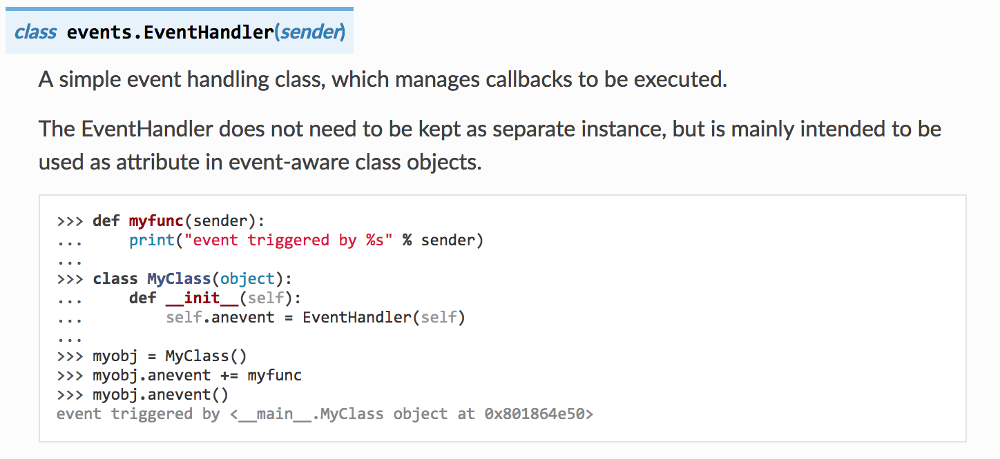 class events.EventHandler(sender)
A simple event handling class, which manages callbacks to be executed.
The EventHandler does not need to be kept as separate instance, but is mainly intended to be
used as attribute in event-aware class objects.
>>> def myfunc(sender):
...     print("event triggered by %s" % sender)
...
>>> class MyClass(object):
...     def __init__(self):
...         self.anevent = EventHandler(self)
...
>>> myobj = MyClass()
>>> myobj.anevent += myfunc
>>> myobj.anevent()
event triggered by <__main__.MyClass object at 0x801864e50>